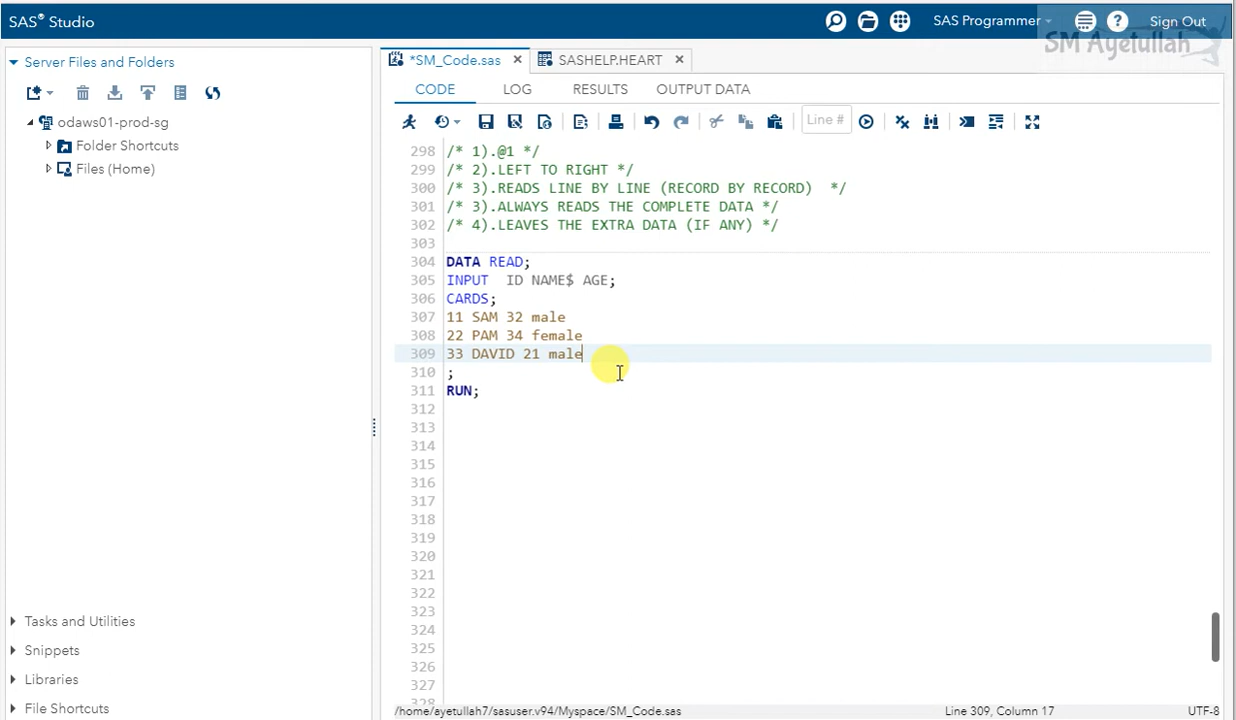 SAS® Studio
SAS Programmer
Sign Out
SM Ayetullah
Server Files and Folders
odaws01-prod-sg
Folder Shortcuts
Files (Home)
Tasks and Utilities
Snippets
Libraries
File Shortcuts
*SM_Code.sas
SASHELP.HEART
CODE LOG RESULTS OUTPUT DATA
Line #
298 /* 1).@1 */
299 /* 2).LEFT TO RIGHT */
300 /* 3).READS LINE BY LINE (RECORD BY RECORD)  */
301 /* 3).ALWAYS READS THE COMPLETE DATA */
302 /* 4).LEAVES THE EXTRA DATA (IF ANY) */
303
304 DATA READ;
305 INPUT  ID NAME$ AGE;
306 CARDS;
307 11 SAM 32 male
308 22 PAM 34 female
309 33 DAVID 21 male
310 ;
311 RUN;
312
313
314
315
316
317
318
319
320
321
322
323
324
325
326
327
328
/home/ayetullah7/sasuser.v94/Myspace/SM_Code.sas
Line 309, Column 17
UTF-8